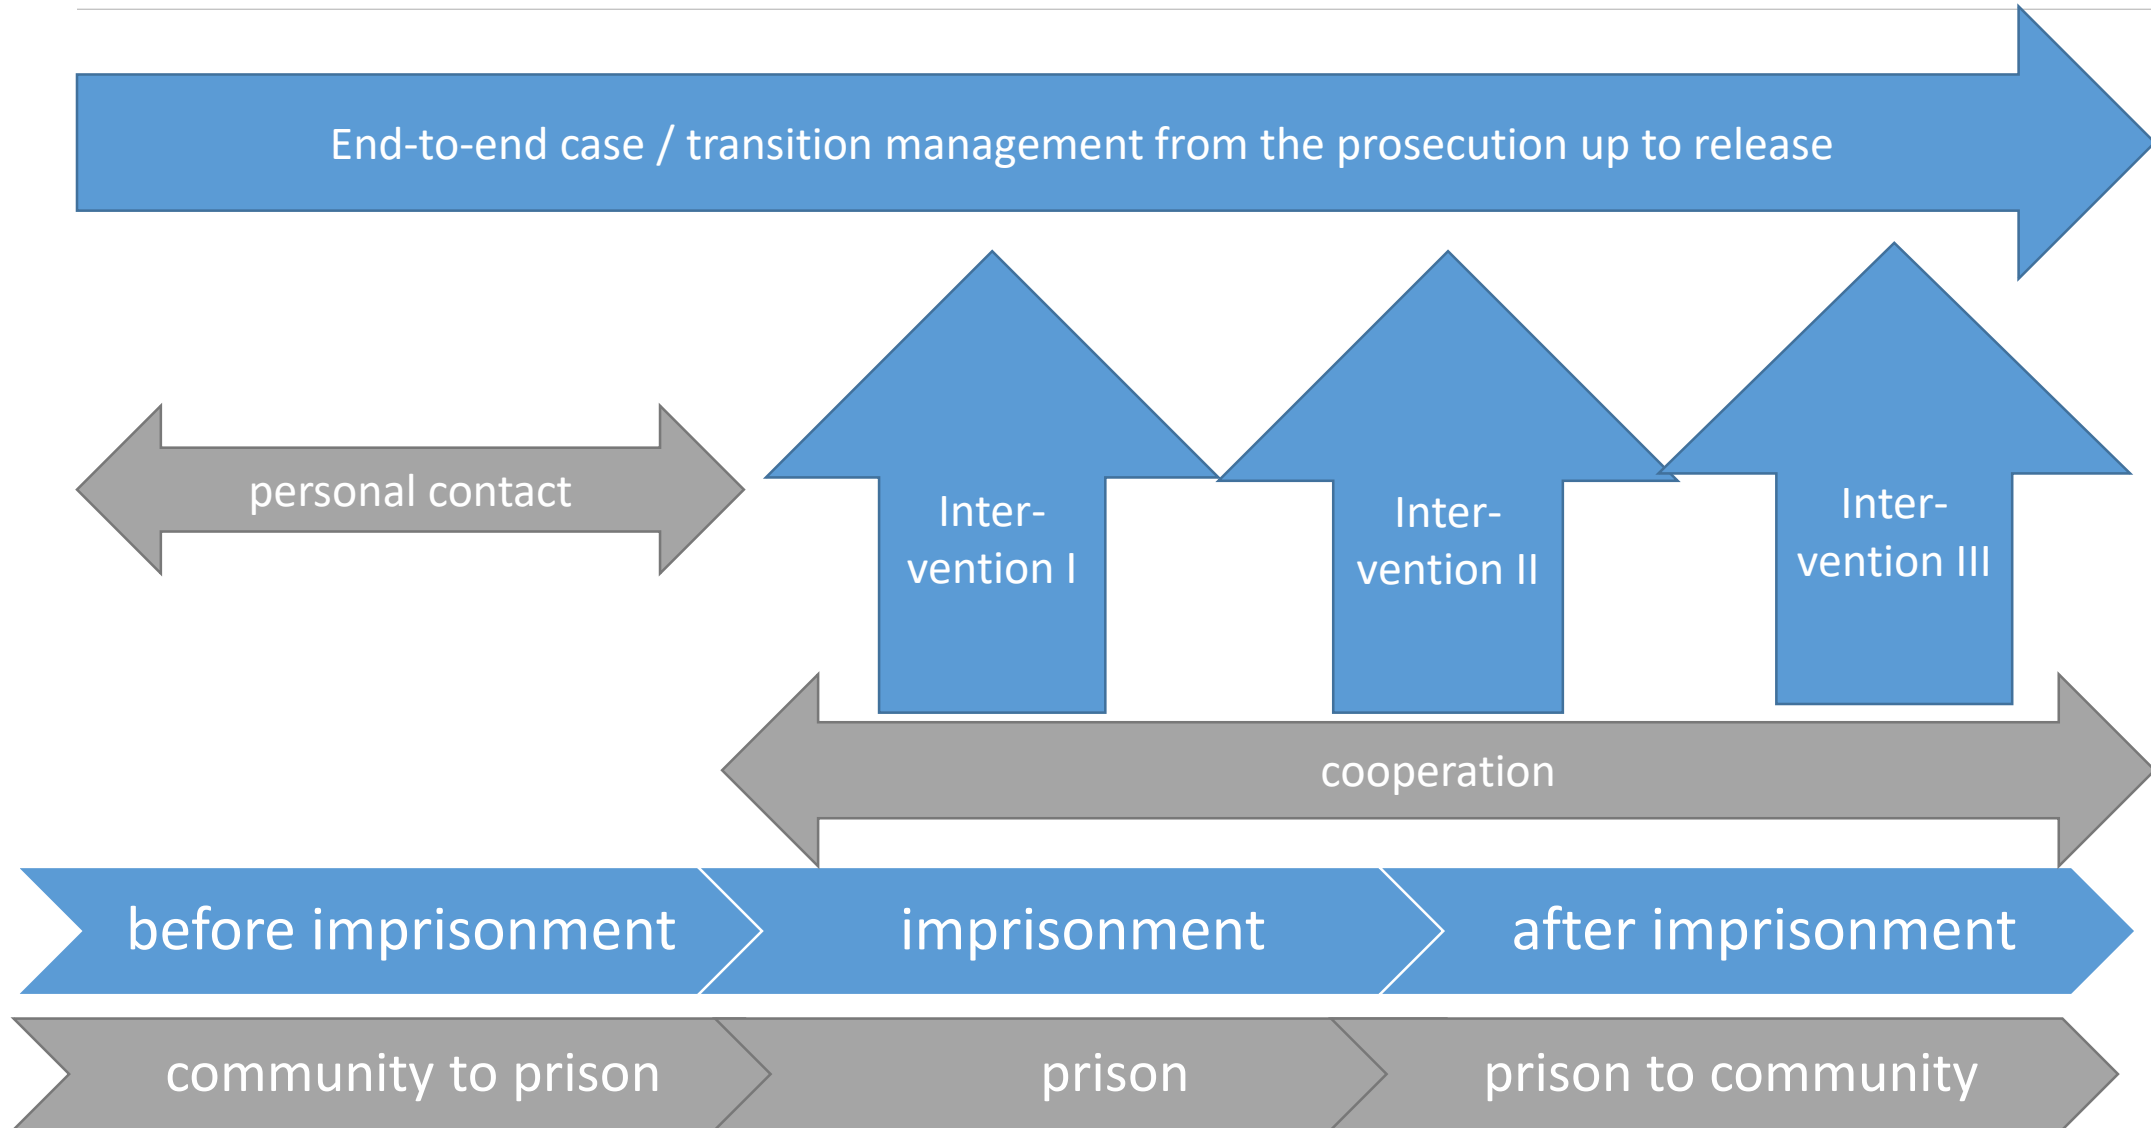 End-to-end case / transition management from the prosecution up to release
personal contact
Inter-
vention I
Inter-
vention II
Inter-
vention III
cooperation
before imprisonment
imprisonment
after imprisonment
community to prison
prison
prison to community